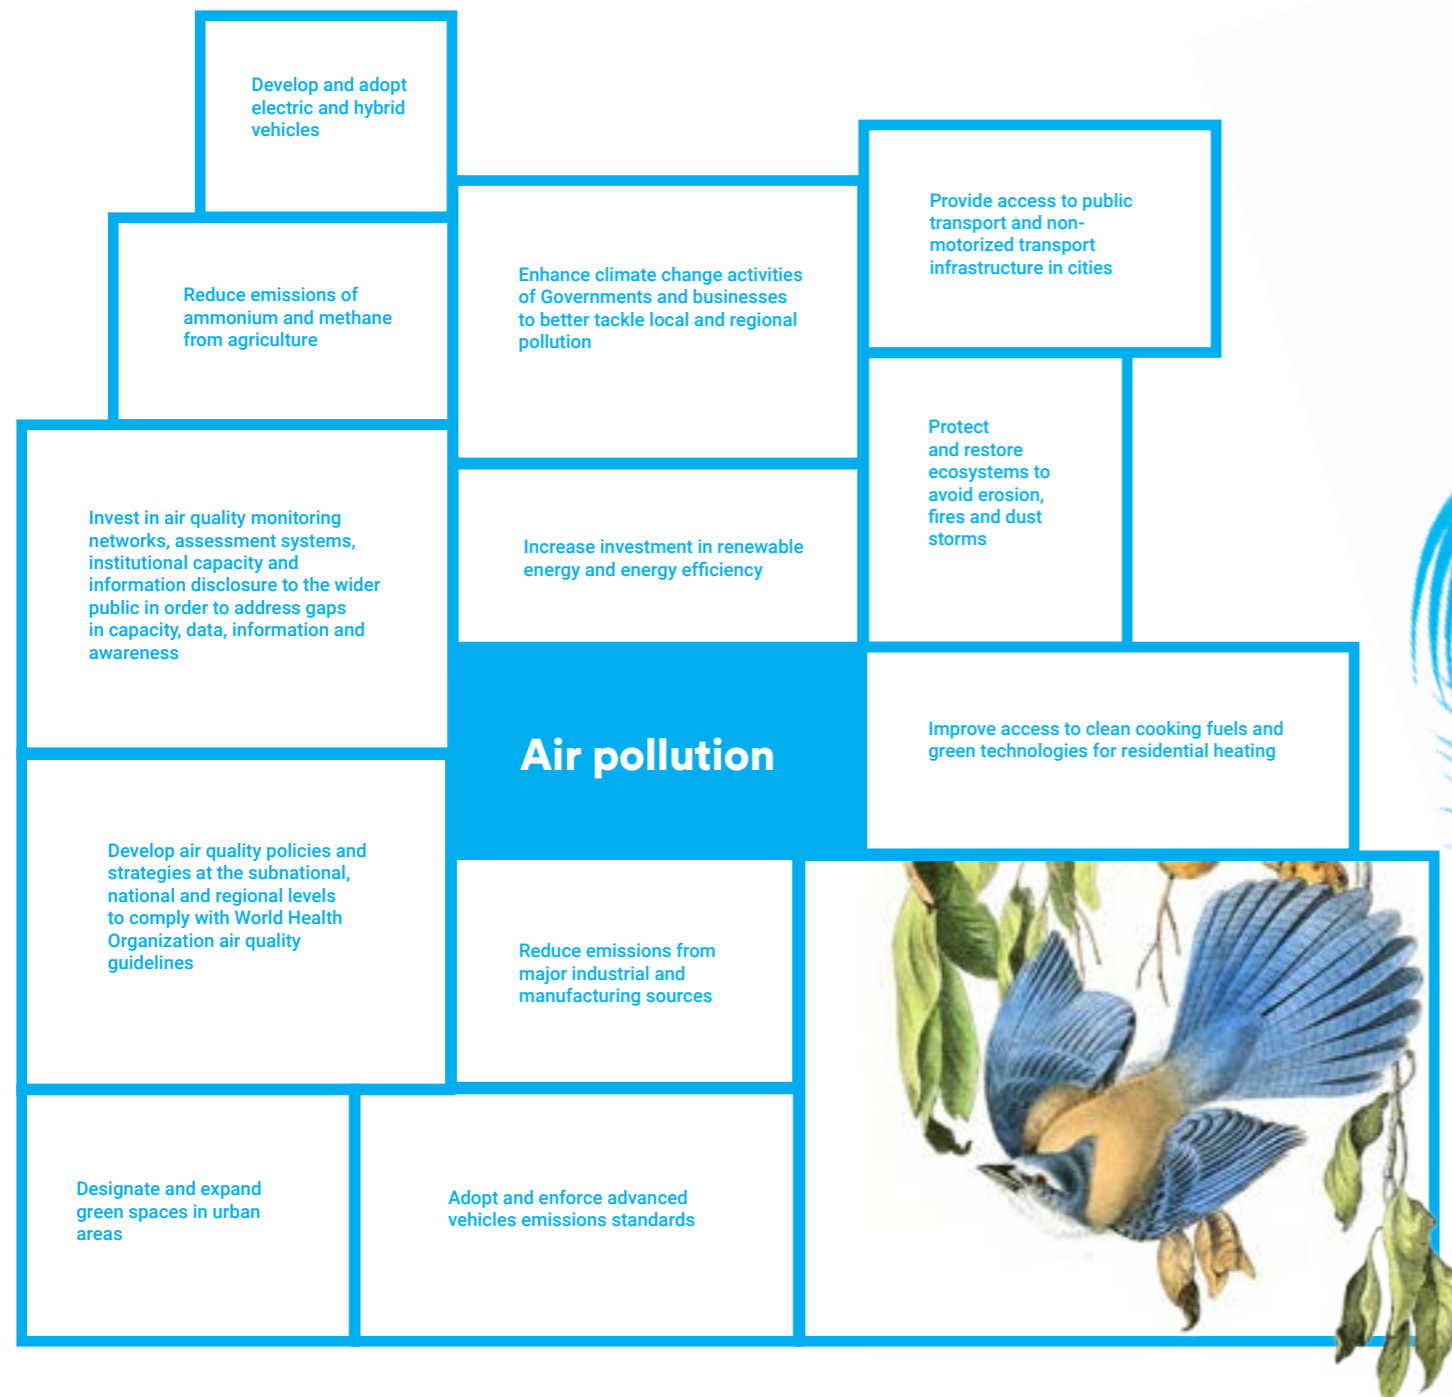 Develop and adopt
electric and hybrid
vehicles
Provide access to public
transport and non-
motorized transport
infrastructure in cities
Enhance climate change activities
of Governments and businesses
to better tackle local and regional
pollution
Reduce emissions of
ammonium and methane
from agriculture
Protect
and restore
ecosystems to
avoid erosion,
fires and dust
storms
Invest in air quality monitoring
networks, assessment systems,
institutional capacity and
information disclosure to the wider
public in order to address gaps
in capacity, data, information and
awareness
Increase investment in renewable
energy and energy efficiency
Air pollution
Improve access to clean cooking fuels and
green technologies for residential heating
Develop air quality policies and
strategies at the subnational,
national and regional levels
to comply with World Health
Organization air quality
guidelines
Reduce emissions from
major industrial and
manufacturing sources
Designate and expand
green spaces in urban
areas
Adopt and enforce advanced
vehicles emissions standards